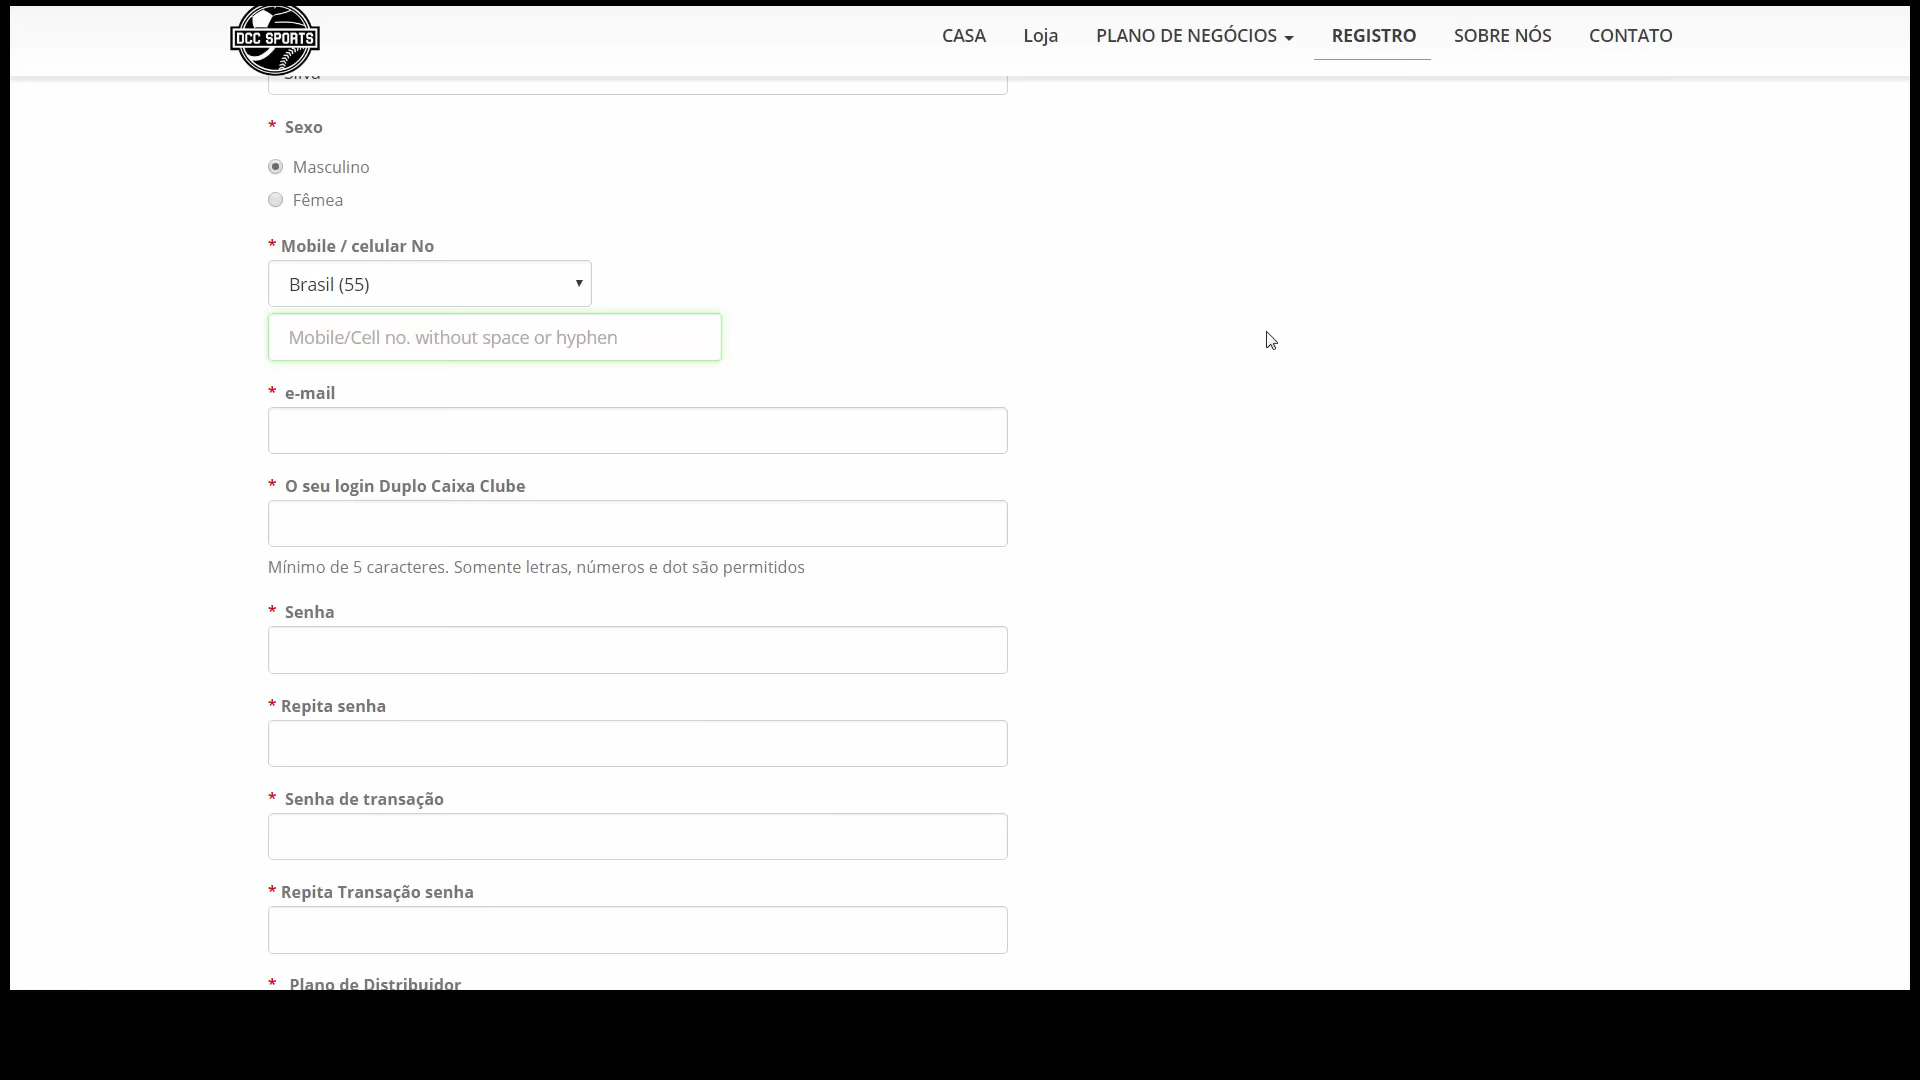 DCC SPORTS
CASA
Loja
PLANO DE NEGÓCIOS
REGISTRO
SOBRE NÓS
CONTATO
Silva
* Sexo
Masculino
Fêmea
* Mobile / celular No
Brasil (55)
Mobile/Cell no. without space or hyphen
* e-mail
* O seu login Duplo Caixa Clube
Mínimo de 5 caracteres. Somente letras, números e dot são permitidos
* Senha
* Repita senha
* Senha de transação
* Repita Transação senha
* Plano de Distribuidor